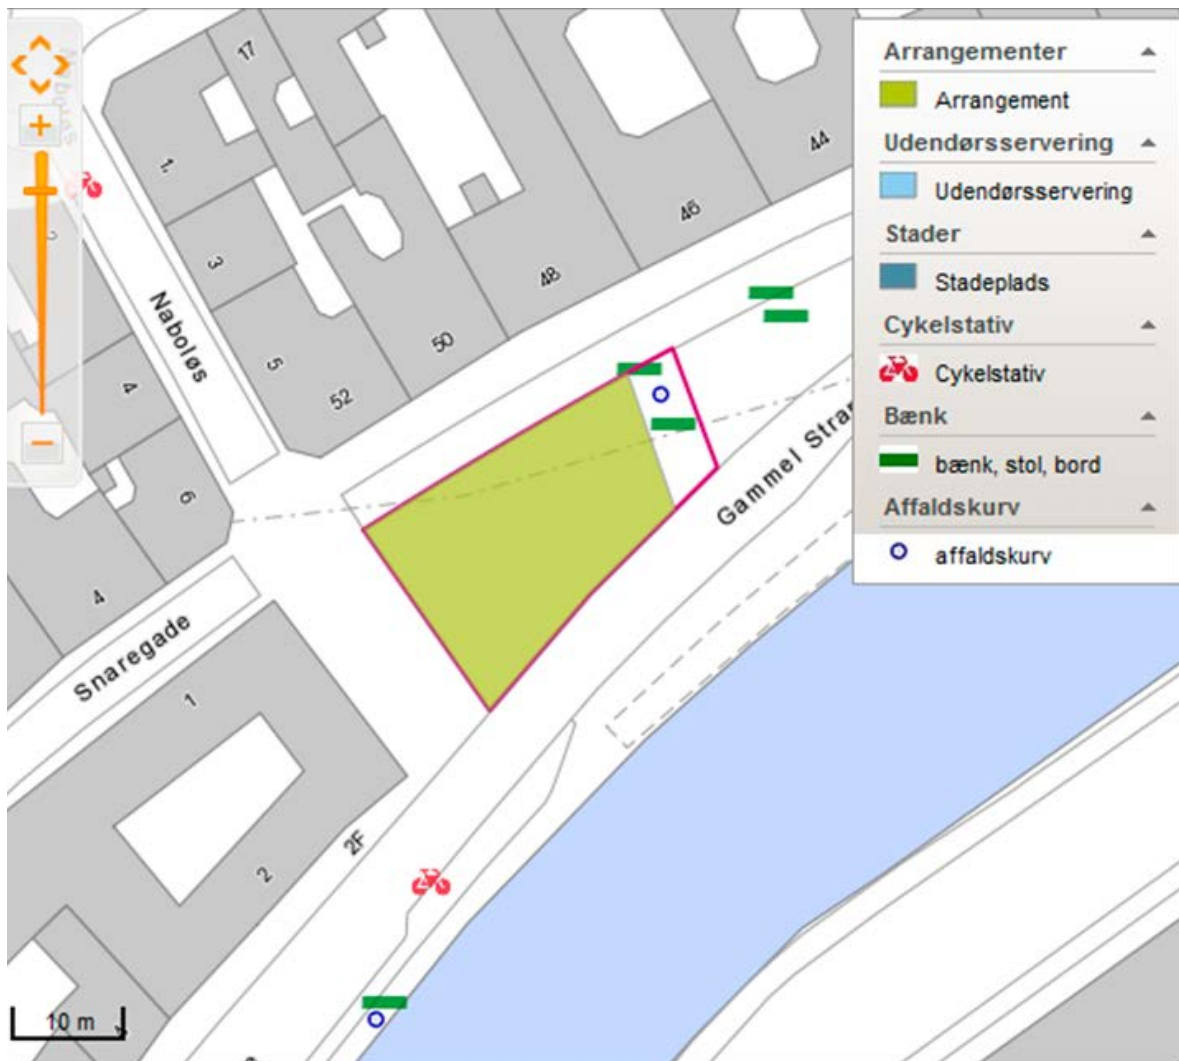 Arrangementer
Arrangement
Udendørsservering
Udendørsservering
Stader
Stadeplads
Cykelstativ
Cykelstativ
Bænk
bænk, stol, bord
Affaldskurv
affaldskurv
17
1
3
5
52
50
48
46
44
Naboløs
Naboløs
4
6
4
Snaregade
1
2
2F
Gammel Stran
10 m